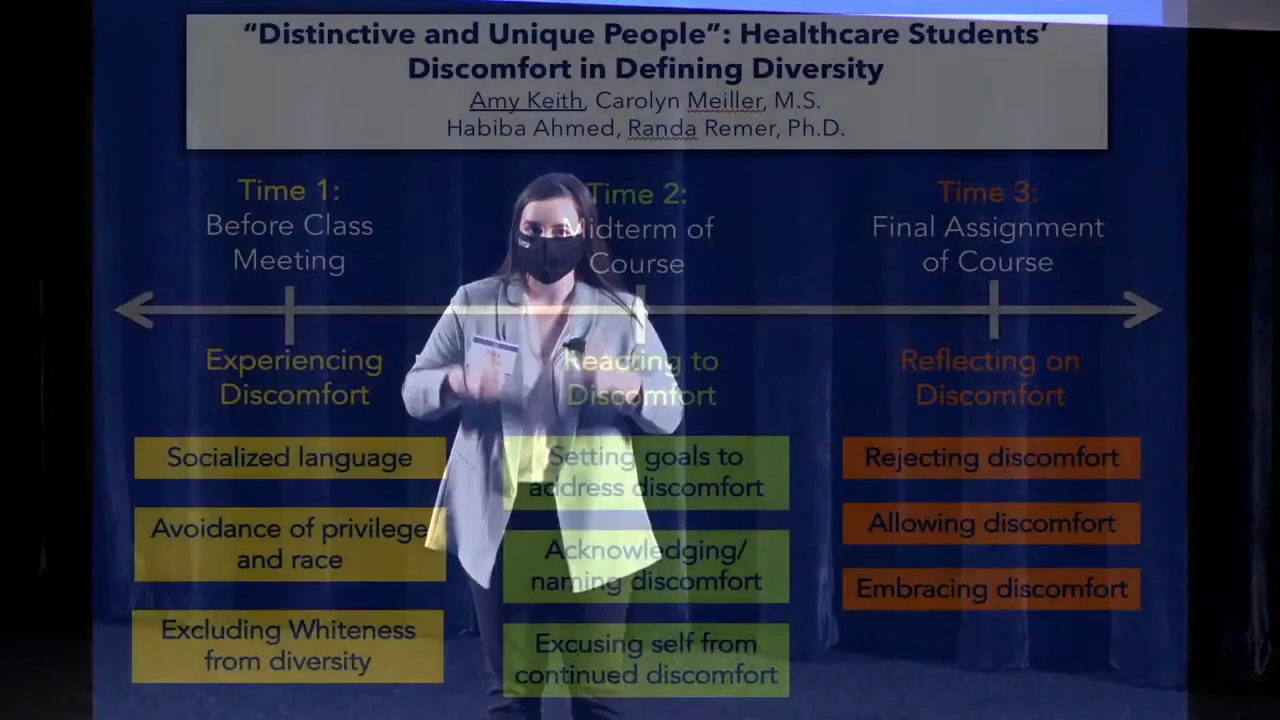 “Distinctive and Unique People”: Healthcare Students’
Discomfort in Defining Diversity
Amy Keith, Carolyn Meiller, M.S.
Habiba Ahmed, Randa Remer, Ph.D.
Time 1:
Before Class
Meeting
Time 2:
Midterm of
Course
Time 3:
Final Assignment
of Course
Experiencing
Discomfort
Reacting to
Discomfort
Reflecting on
Discomfort
Socialized language
Avoidance of privilege
and race
Excluding Whiteness
from diversity
Setting goals to
address discomfort
Acknowledging/
naming discomfort
Excusing self from
continued discomfort
Rejecting discomfort
Allowing discomfort
Embracing discomfort